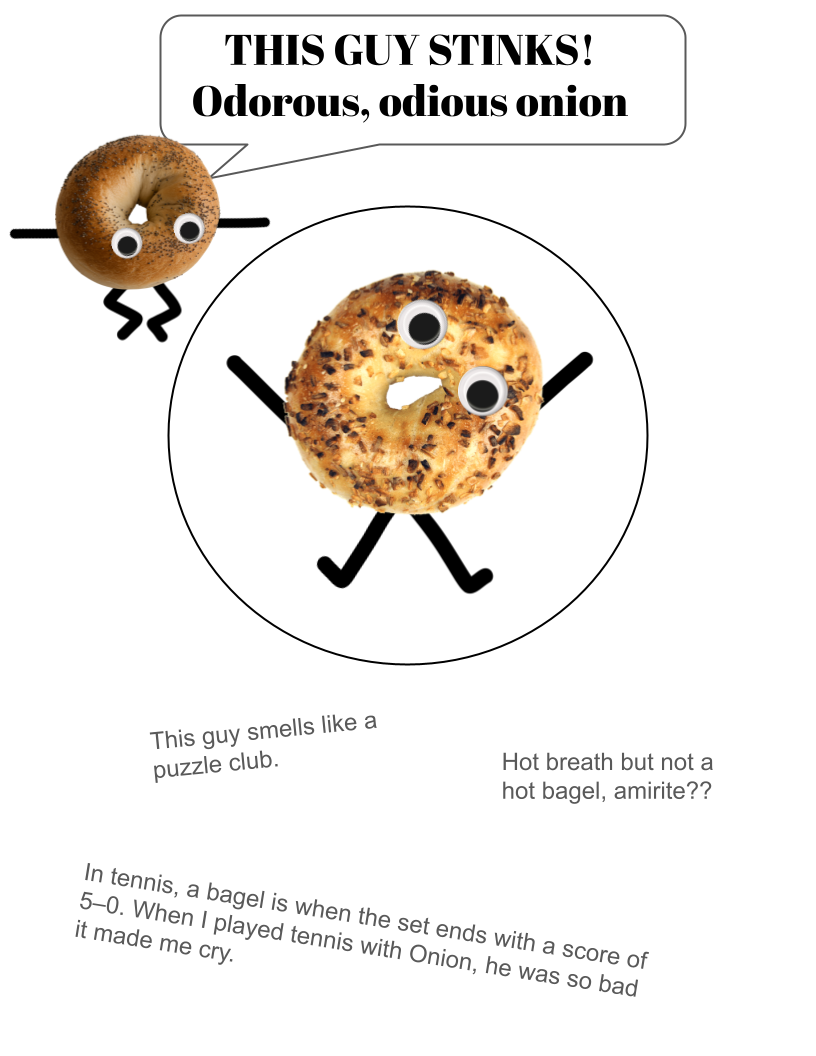 THIS GUY STINKS!
Odorous, odious onion
This guy smells like a
puzzle club.
Hot breath but not a
hot bagel, amirite??
In tennis, a bagel is when the set ends with a score of
5–0. When I played tennis with Onion, he was so bad
it made me cry.